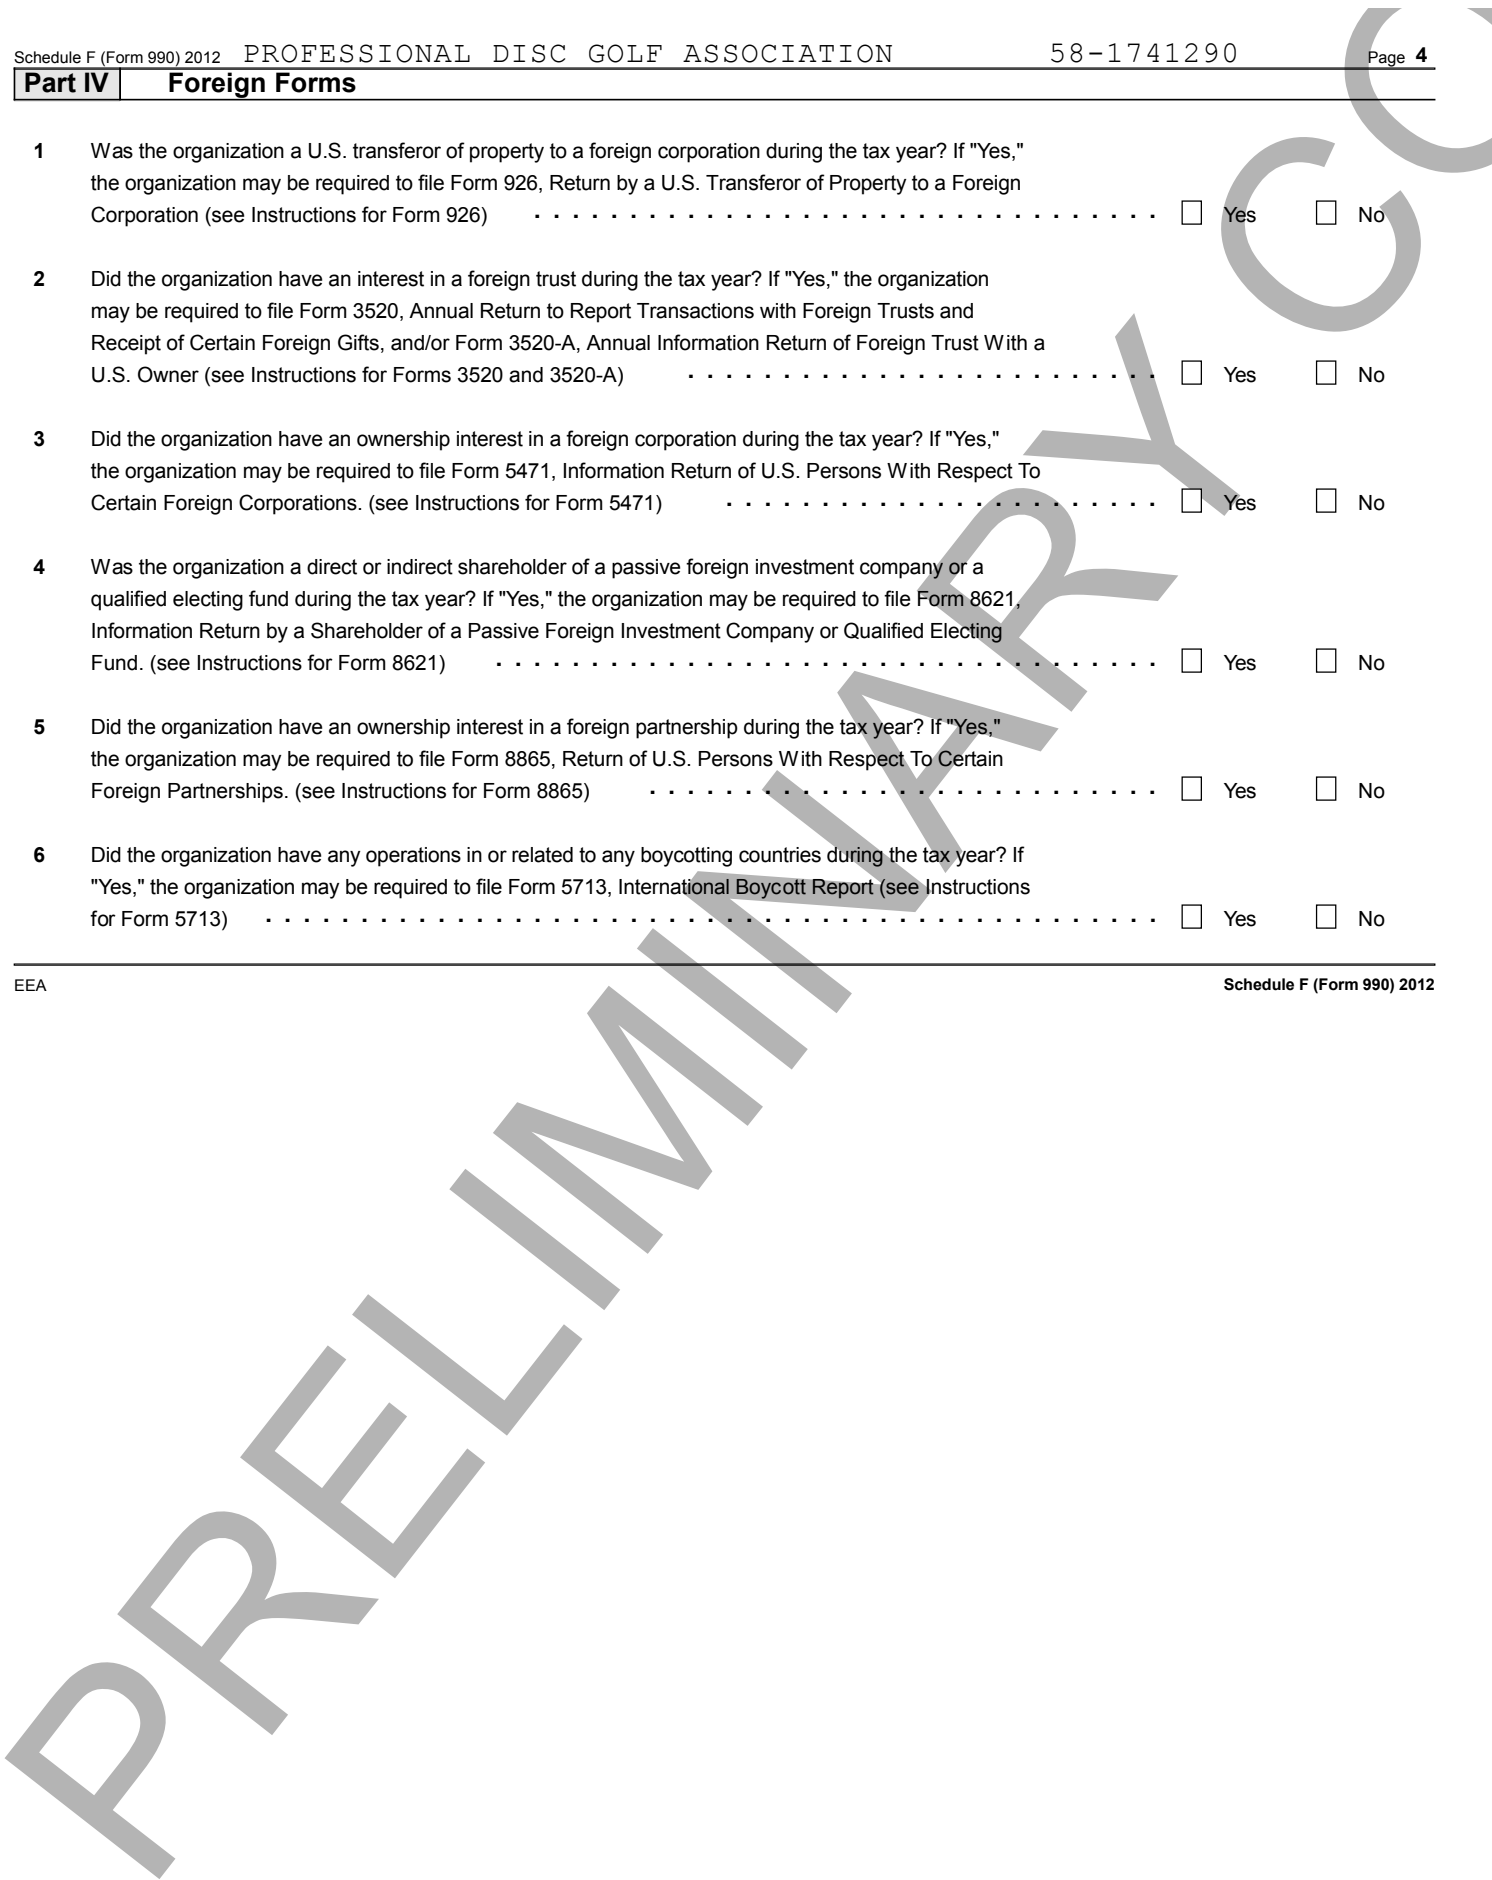 Schedule F (Form 990) 2012 PROFESSIONAL DISC GOLF ASSOCIATION 58-1741290 Page 4
Part IV Foreign Forms
1 Was the organization a U.S. transferor of property to a foreign corporation during the tax year? If "Yes,"
the organization may be required to file Form 926, Return by a U.S. Transferor of Property to a Foreign
Corporation (see Instructions for Form 926) . . . . . . . . . . . . . . . . . . . . . . . . . . . . . . . . . ☐ Yes ☐ No
2 Did the organization have an interest in a foreign trust during the tax year? If "Yes," the organization
may be required to file Form 3520, Annual Return to Report Transactions with Foreign Trusts and
Receipt of Certain Foreign Gifts, and/or Form 3520-A, Annual Information Return of Foreign Trust With a
U.S. Owner (see Instructions for Forms 3520 and 3520-A) . . . . . . . . . . . . . . . . . . . . . . . . . ☐ Yes ☐ No
3 Did the organization have an ownership interest in a foreign corporation during the tax year? If "Yes,"
the organization may be required to file Form 5471, Information Return of U.S. Persons With Respect To
Certain Foreign Corporations. (see Instructions for Form 5471) . . . . . . . . . . . . . . . . . . . . . . . ☐ Yes ☐ No
4 Was the organization a direct or indirect shareholder of a passive foreign investment company or a
qualified electing fund during the tax year? If "Yes," the organization may be required to file Form 8621,
Information Return by a Shareholder of a Passive Foreign Investment Company or Qualified Electing
Fund. (see Instructions for Form 8621) . . . . . . . . . . . . . . . . . . . . . . . . . . . . . . . . . . . ☐ Yes ☐ No
5 Did the organization have an ownership interest in a foreign partnership during the tax year? If "Yes,"
the organization may be required to file Form 8865, Return of U.S. Persons With Respect To Certain
Foreign Partnerships. (see Instructions for Form 8865) . . . . . . . . . . . . . . . . . . . . . . . . . . . ☐ Yes ☐ No
6 Did the organization have any operations in or related to any boycotting countries during the tax year? If
"Yes," the organization may be required to file Form 5713, International Boycott Report (see Instructions
for Form 5713) . . . . . . . . . . . . . . . . . . . . . . . . . . . . . . . . . . . . . . . . . . . . . . . ☐ Yes ☐ No
EEA Schedule F (Form 990) 2012
PRELIMINARY CO